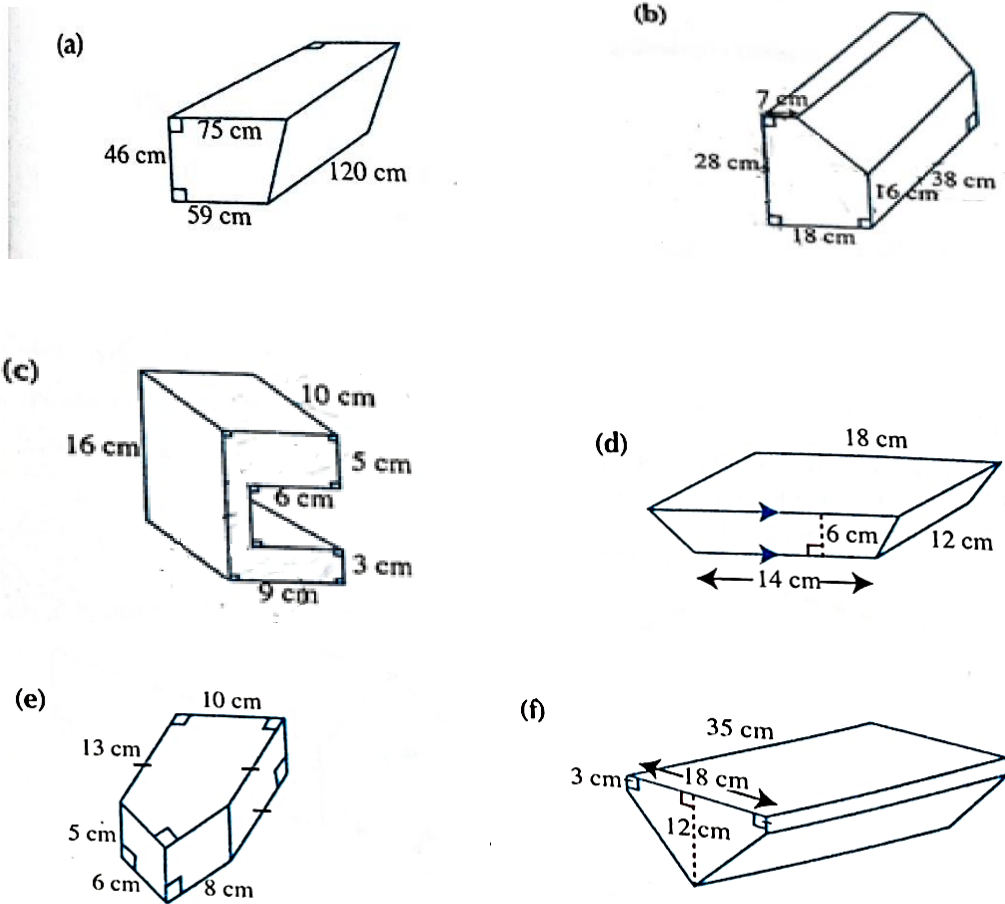 (a)
75 cm
46 cm
120 cm
59 cm
(b)
7 cm
28 cm
38 cm
16 cm
18 cm
(c)
10 cm
16 cm
5 cm
6 cm
3 cm
9 cm
(d)
18 cm
6 cm
12 cm
14 cm
(e)
10 cm
13 cm
5 cm
6 cm
8 cm
(f)
35 cm
3 cm
18 cm
12 cm